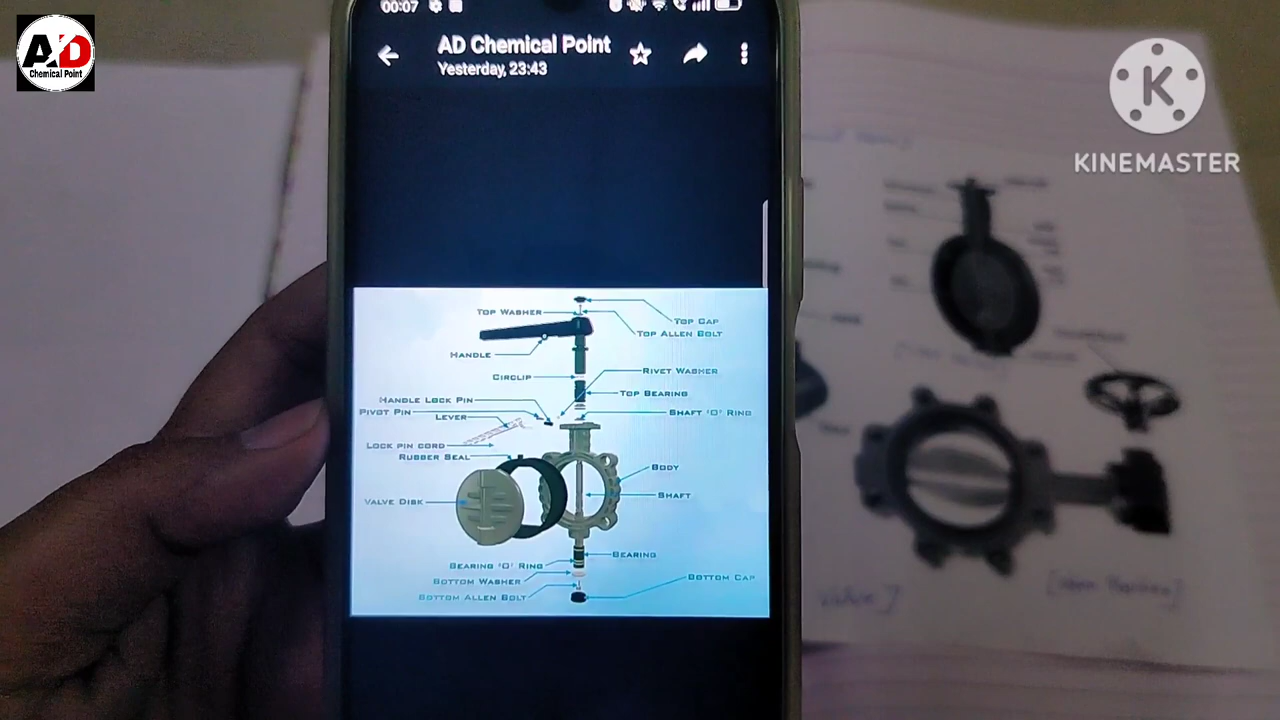 AD
Chemical Point
00:07
AD Chemical Point
Yesterday, 23:43
K
KINEMASTER
TOP WASHER
TOP CAP
TOP ALLEN BOLT
HANDLE
CIRCLIP
RIVET WASHER
TOP BEARING
HANDLE LOCK PIN
PIVOT PIN
SHAFT 'O' RING
LEVER
LOCK PIN CORD
RUBBER SEAL
BODY
VALVE DISK
SHAFT
BEARING
BEARING 'O' RING
BOTTOM WASHER
BOTTOM CAP
BOTTOM ALLEN BOLT